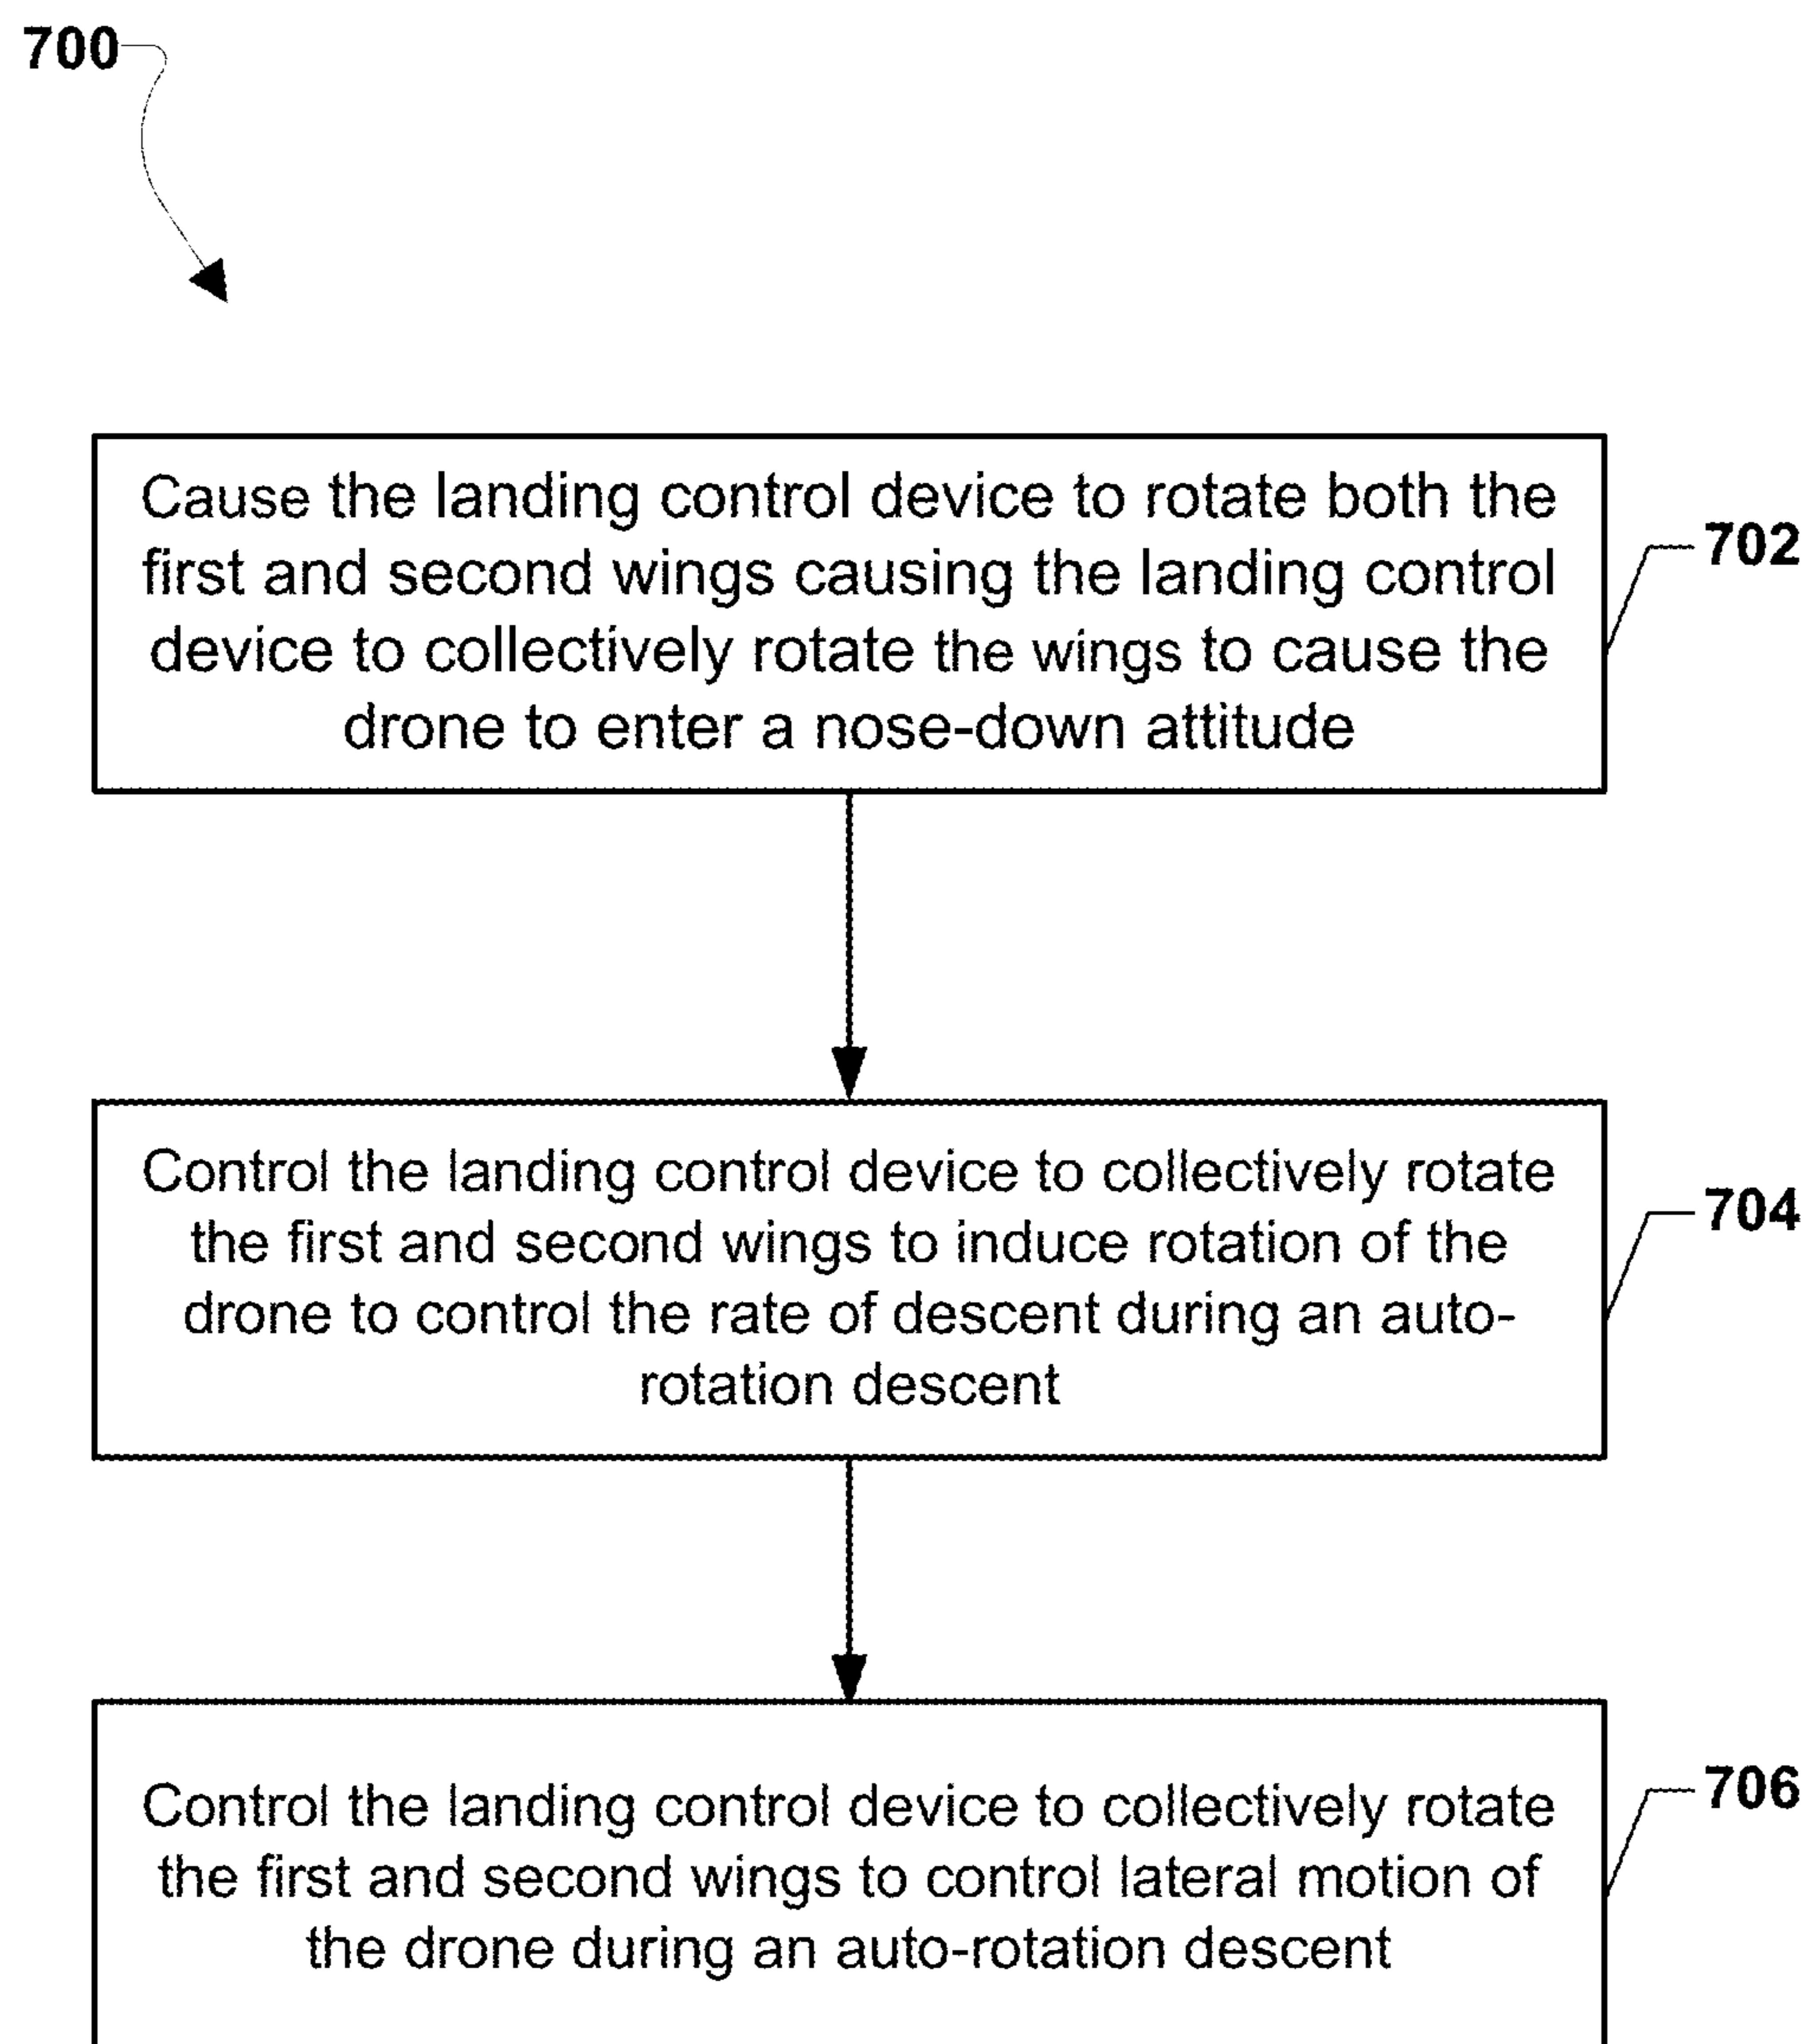 700
Cause the landing control device to rotate both the
first and second wings causing the landing control
device to collectively rotate the wings to cause the
drone to enter a nose-down attitude
702
Control the landing control device to collectively rotate
the first and second wings to induce rotation of the
drone to control the rate of descent during an auto-
rotation descent
704
Control the landing control device to collectively rotate
the first and second wings to control lateral motion of
the drone during an auto-rotation descent
706